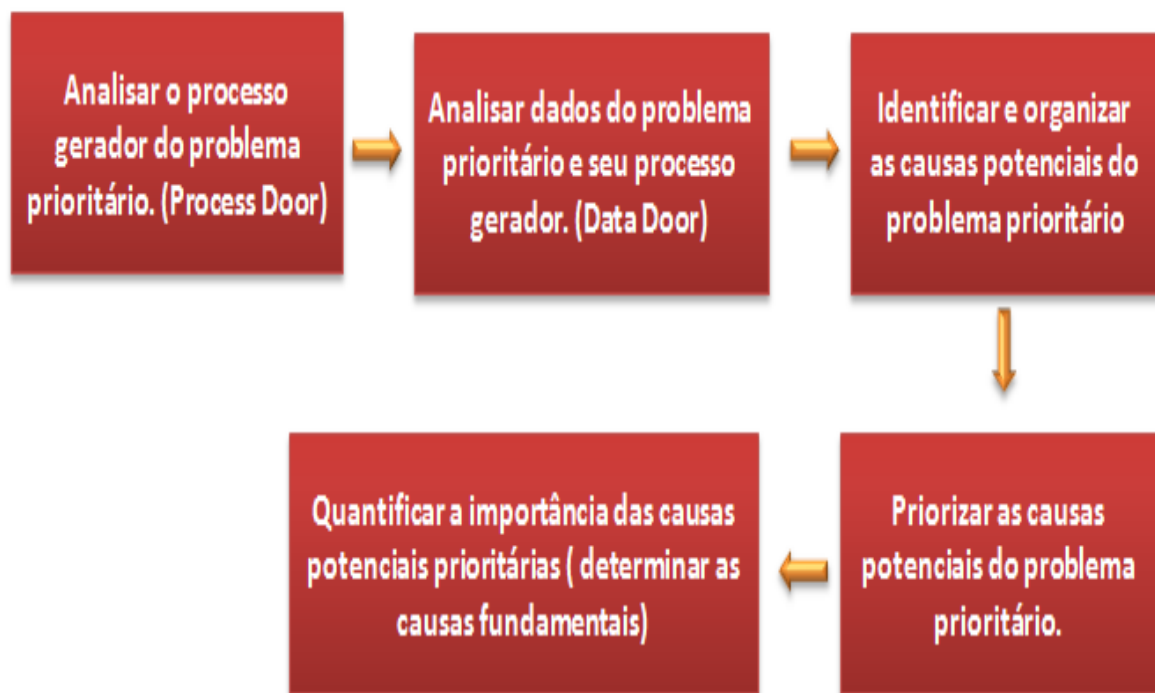 Analisar o processo
gerador do problema
prioritário. (Process Door)
Analisar dados do problema
prioritário e seu processo
gerador. (Data Door)
Identificar e organizar
as causas potenciais do
problema prioritário
Priorizar as causas
potenciais do problema
prioritário.
Quantificar a importância das causas
potenciais prioritárias ( determinar as
causas fundamentais)